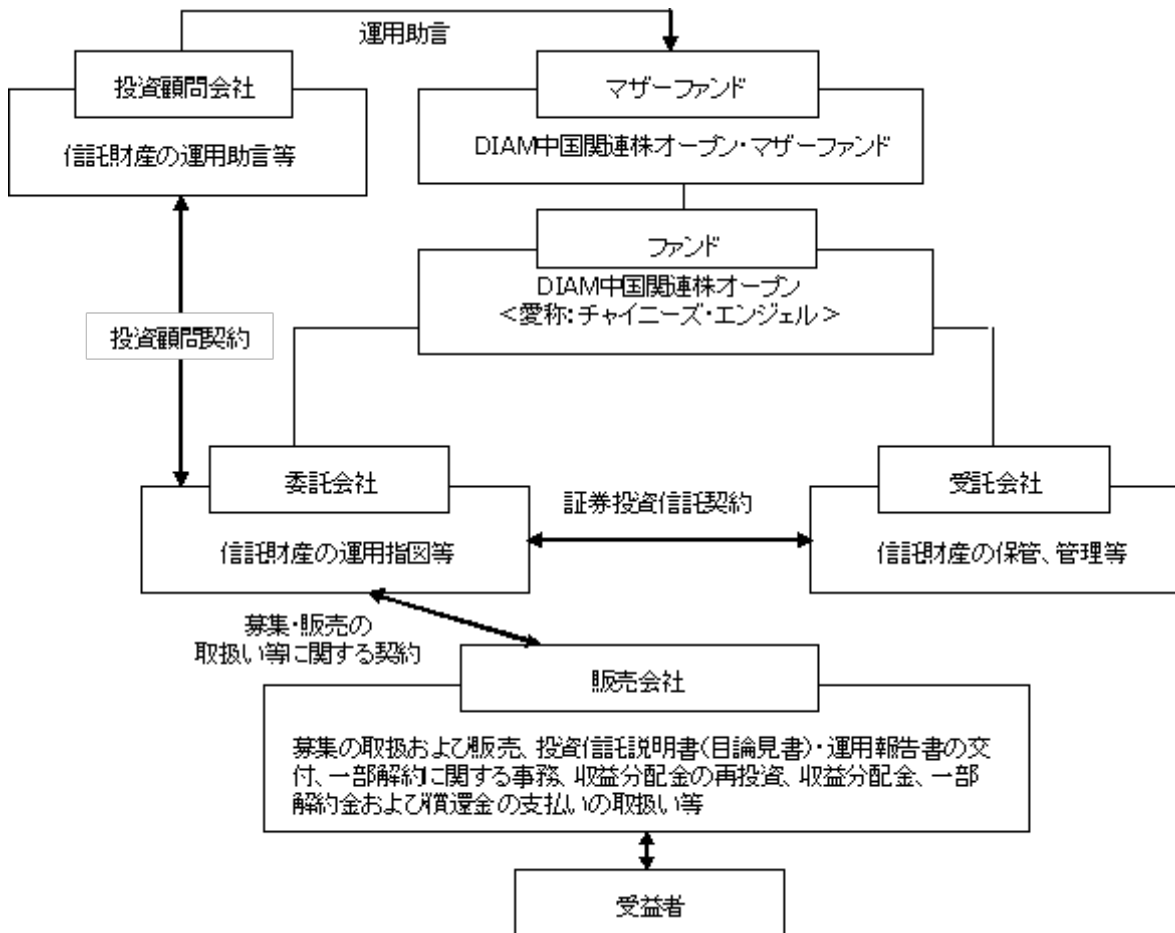 運用助言
投資顧問会社
信託財産の運用助言等
マザーファンド
DIAM中国関連株オープン・マザーファンド
ファンド
DIAM中国関連株オープン
<愛称:チャイニーズ・エンジェル>
投資顧問契約
委託会社
信託財産の運用指図等
証券投資信託契約
受託会社
信託財産の保管、管理等
募集・販売の
取扱い等に関する契約
販売会社
募集の取扱および販売、投資信託説明書(目論見書)・運用報告書の交
付、一部解約に関する事務、収益分配金の再投資、収益分配金、一部
解約金および償還金の支払いの取扱い等
受益者